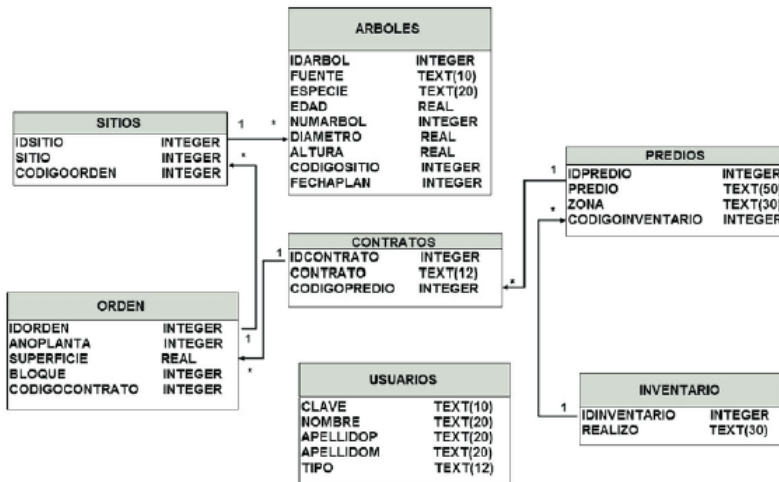 ARBOLES
IDARBOL INTEGER
FUENTE TEXT(10)
ESPECIE TEXT(20)
EDAD REAL
NUMARBOL INTEGER
DIAMETRO REAL
ALTURA REAL
CODIGOSITIO INTEGER
FECHAPLAN INTEGER
SITIOS
IDSITIO INTEGER
SITIO INTEGER
CODIGOORDEN INTEGER
1 *
*
PREDIOS
IDPREDIO INTEGER
PREDIO TEXT(50)
ZONA TEXT(30)
CODIGOINVENTARIO INTEGER
1
*
CONTRATOS
IDCONTRATO INTEGER
CONTRATO TEXT(12)
CODIGOPREDIO INTEGER
1
*
ORDEN
IDORDEN INTEGER
ANOPLANTA INTEGER
SUPERFICIE REAL
BLOQUE INTEGER
CODIGOCONTRATO INTEGER
1
*
USUARIOS
CLAVE TEXT(10)
NOMBRE TEXT(20)
APELLIDOP TEXT(20)
APELLIDOM TEXT(20)
TIPO TEXT(12)
INVENTARIO
IDINVENTARIO INTEGER
REALIZO TEXT(30)
1